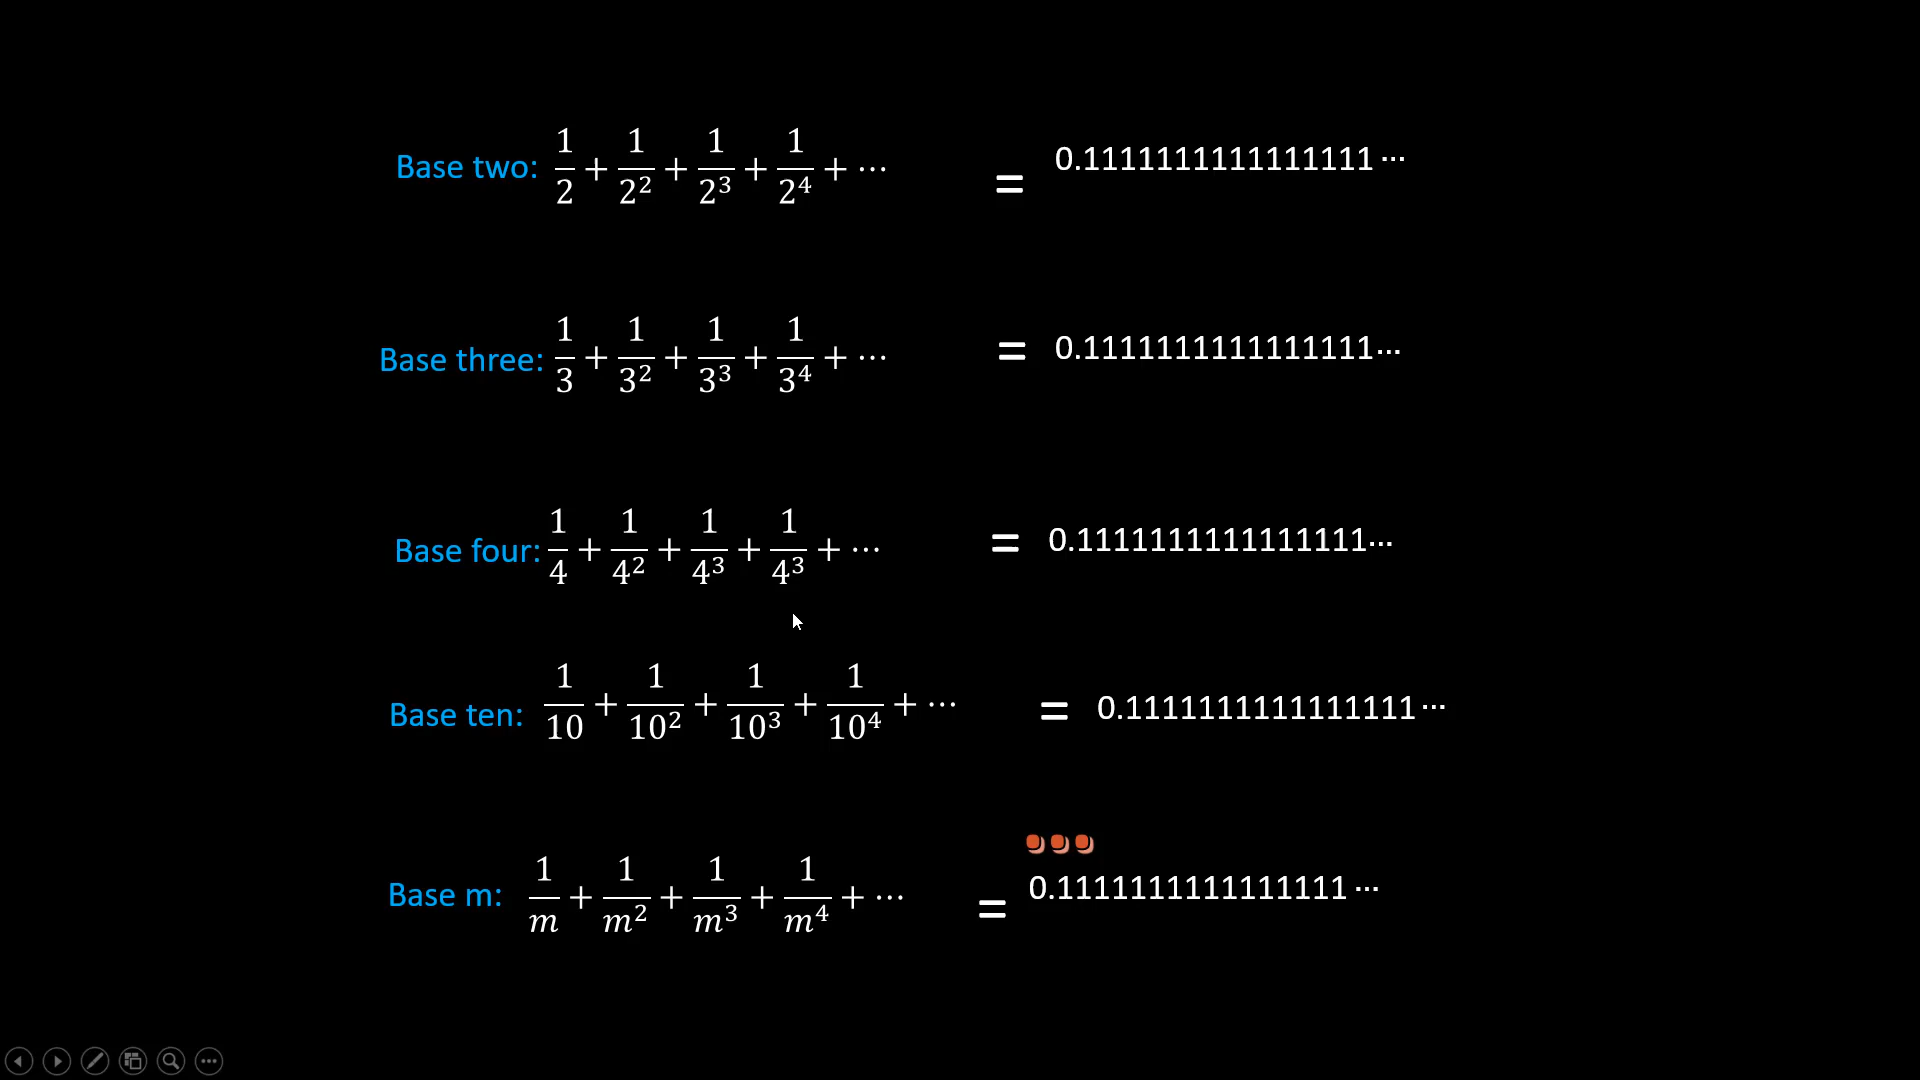 Base two: 1/2 + 1/2² + 1/2³ + 1/2⁴ + ⋯ = 0.1111111111111111 ⋯
Base three: 1/3 + 1/3² + 1/3³ + 1/3⁴ + ⋯ = 0.1111111111111111⋯
Base four: 1/4 + 1/4² + 1/4³ + 1/4³ + ⋯ = 0.1111111111111111⋯
Base ten: 1/10 + 1/10² + 1/10³ + 1/10⁴ + ⋯ = 0.1111111111111111 ⋯
Base m: 1/m + 1/m² + 1/m³ + 1/m⁴ + ⋯ = 0.1111111111111111 ⋯